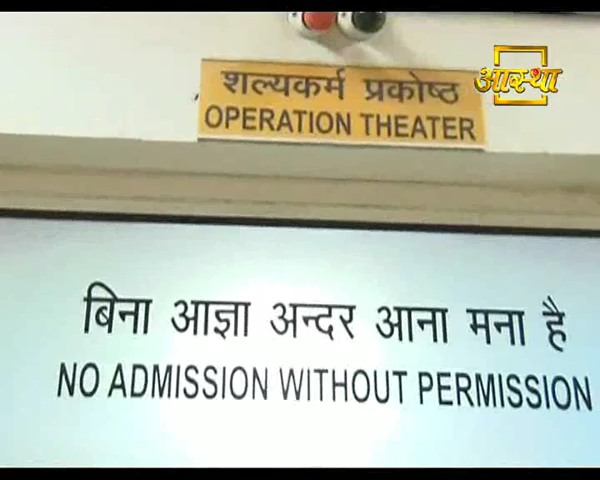 शल्यकर्म प्रकोष्ठ
OPERATION THEATER
आस्था
बिना आज्ञा अन्दर आना मना है
NO ADMISSION WITHOUT PERMISSION